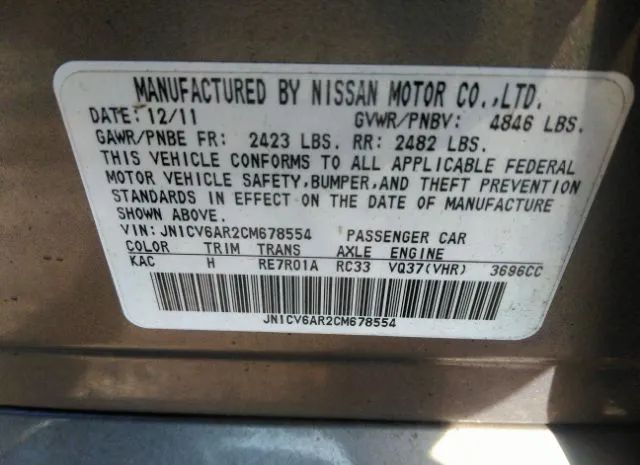 MANUFACTURED BY NISSAN MOTOR CO.,LTD.
DATE:12/11 GVWR/PNBV: 4846 LBS.
GAWR/PNBE FR: 2423 LBS. RR: 2482 LBS.
THIS VEHICLE CONFORMS TO ALL APPLICABLE FEDERAL
MOTOR VEHICLE SAFETY,BUMPER,AND THEFT PREVENTION
STANDARDS IN EFFECT ON THE DATE OF MANUFACTURE
SHOWN ABOVE.
VIN:JN1CV6AR2CM678554 PASSENGER CAR
COLOR TRIM TRANS AXLE ENGINE
KAC H RE7R01A RC33 VQ37(VHR) 3696CC
JN1CV6AR2CM678554